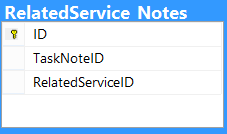 RelatedService Notes
ID
TaskNoteID
RelatedServiceID